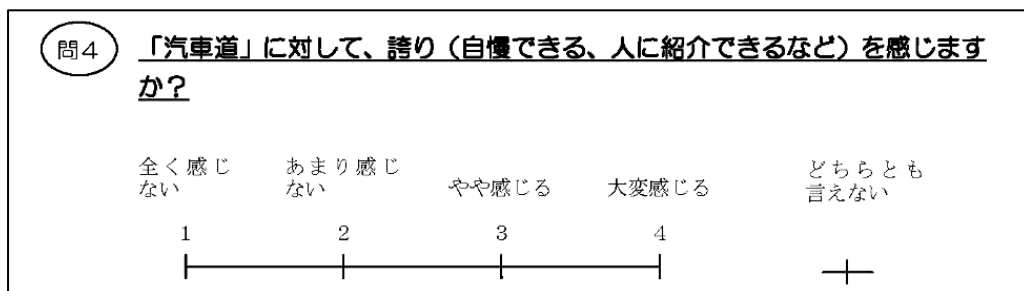 問4 「汽車道」に対して、誇り（自慢できる、人に紹介できるなど）を感じます
か？
全く感じ あまり感じ どちらとも
ない ない やや感じる 大変感じる 言えない
1 2 3 4